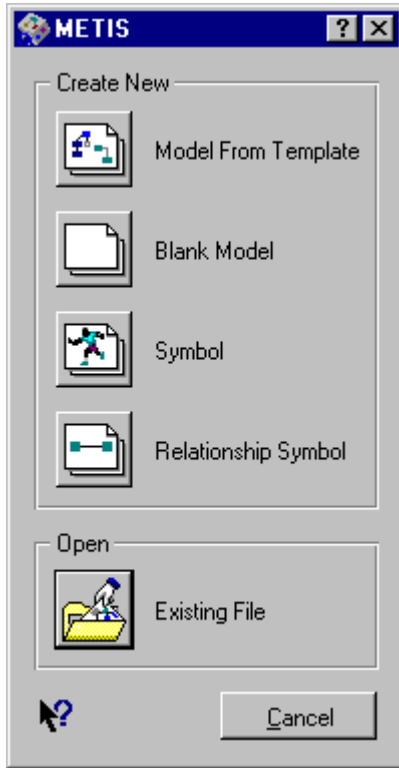 METIS
Create New
Model From Template
Blank Model
Symbol
Relationship Symbol
Open
Existing File
Cancel